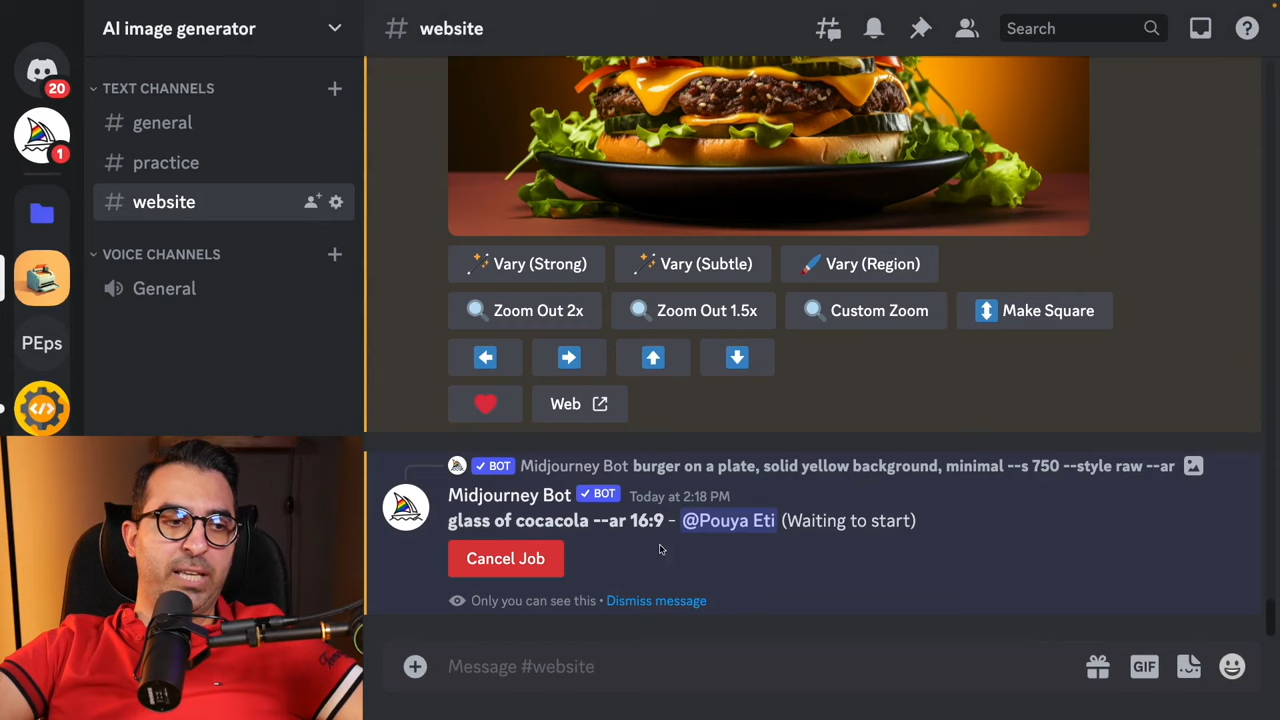 AI image generator
website
Search
20
1
TEXT CHANNELS
general
practice
website
VOICE CHANNELS
General
PEps
Vary (Strong)
Vary (Subtle)
Vary (Region)
Zoom Out 2x
Zoom Out 1.5x
Custom Zoom
Make Square
Web
✓ BOT Midjourney Bot burger on a plate, solid yellow background, minimal --s 750 --style raw --ar
Midjourney Bot ✓ BOT Today at 2:18 PM
glass of cocacola --ar 16:9 - @Pouya Eti (Waiting to start)
Cancel Job
Only you can see this • Dismiss message
Message #website
GIF